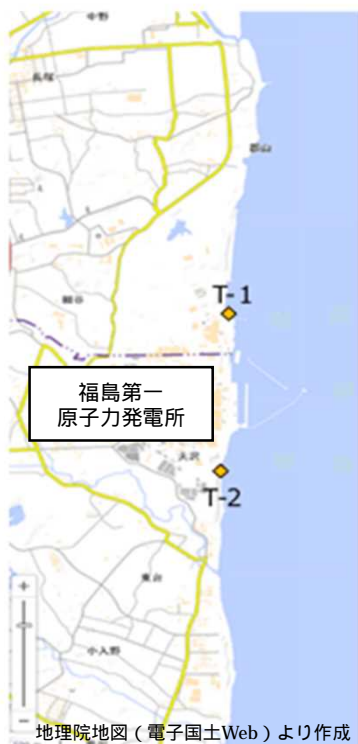 中野
長塚
郡山
T-1
細谷
福島第一
原子力発電所
夫沢
T-2
東台
小入野
+
−
地理院地図（電子国土Web）より作成